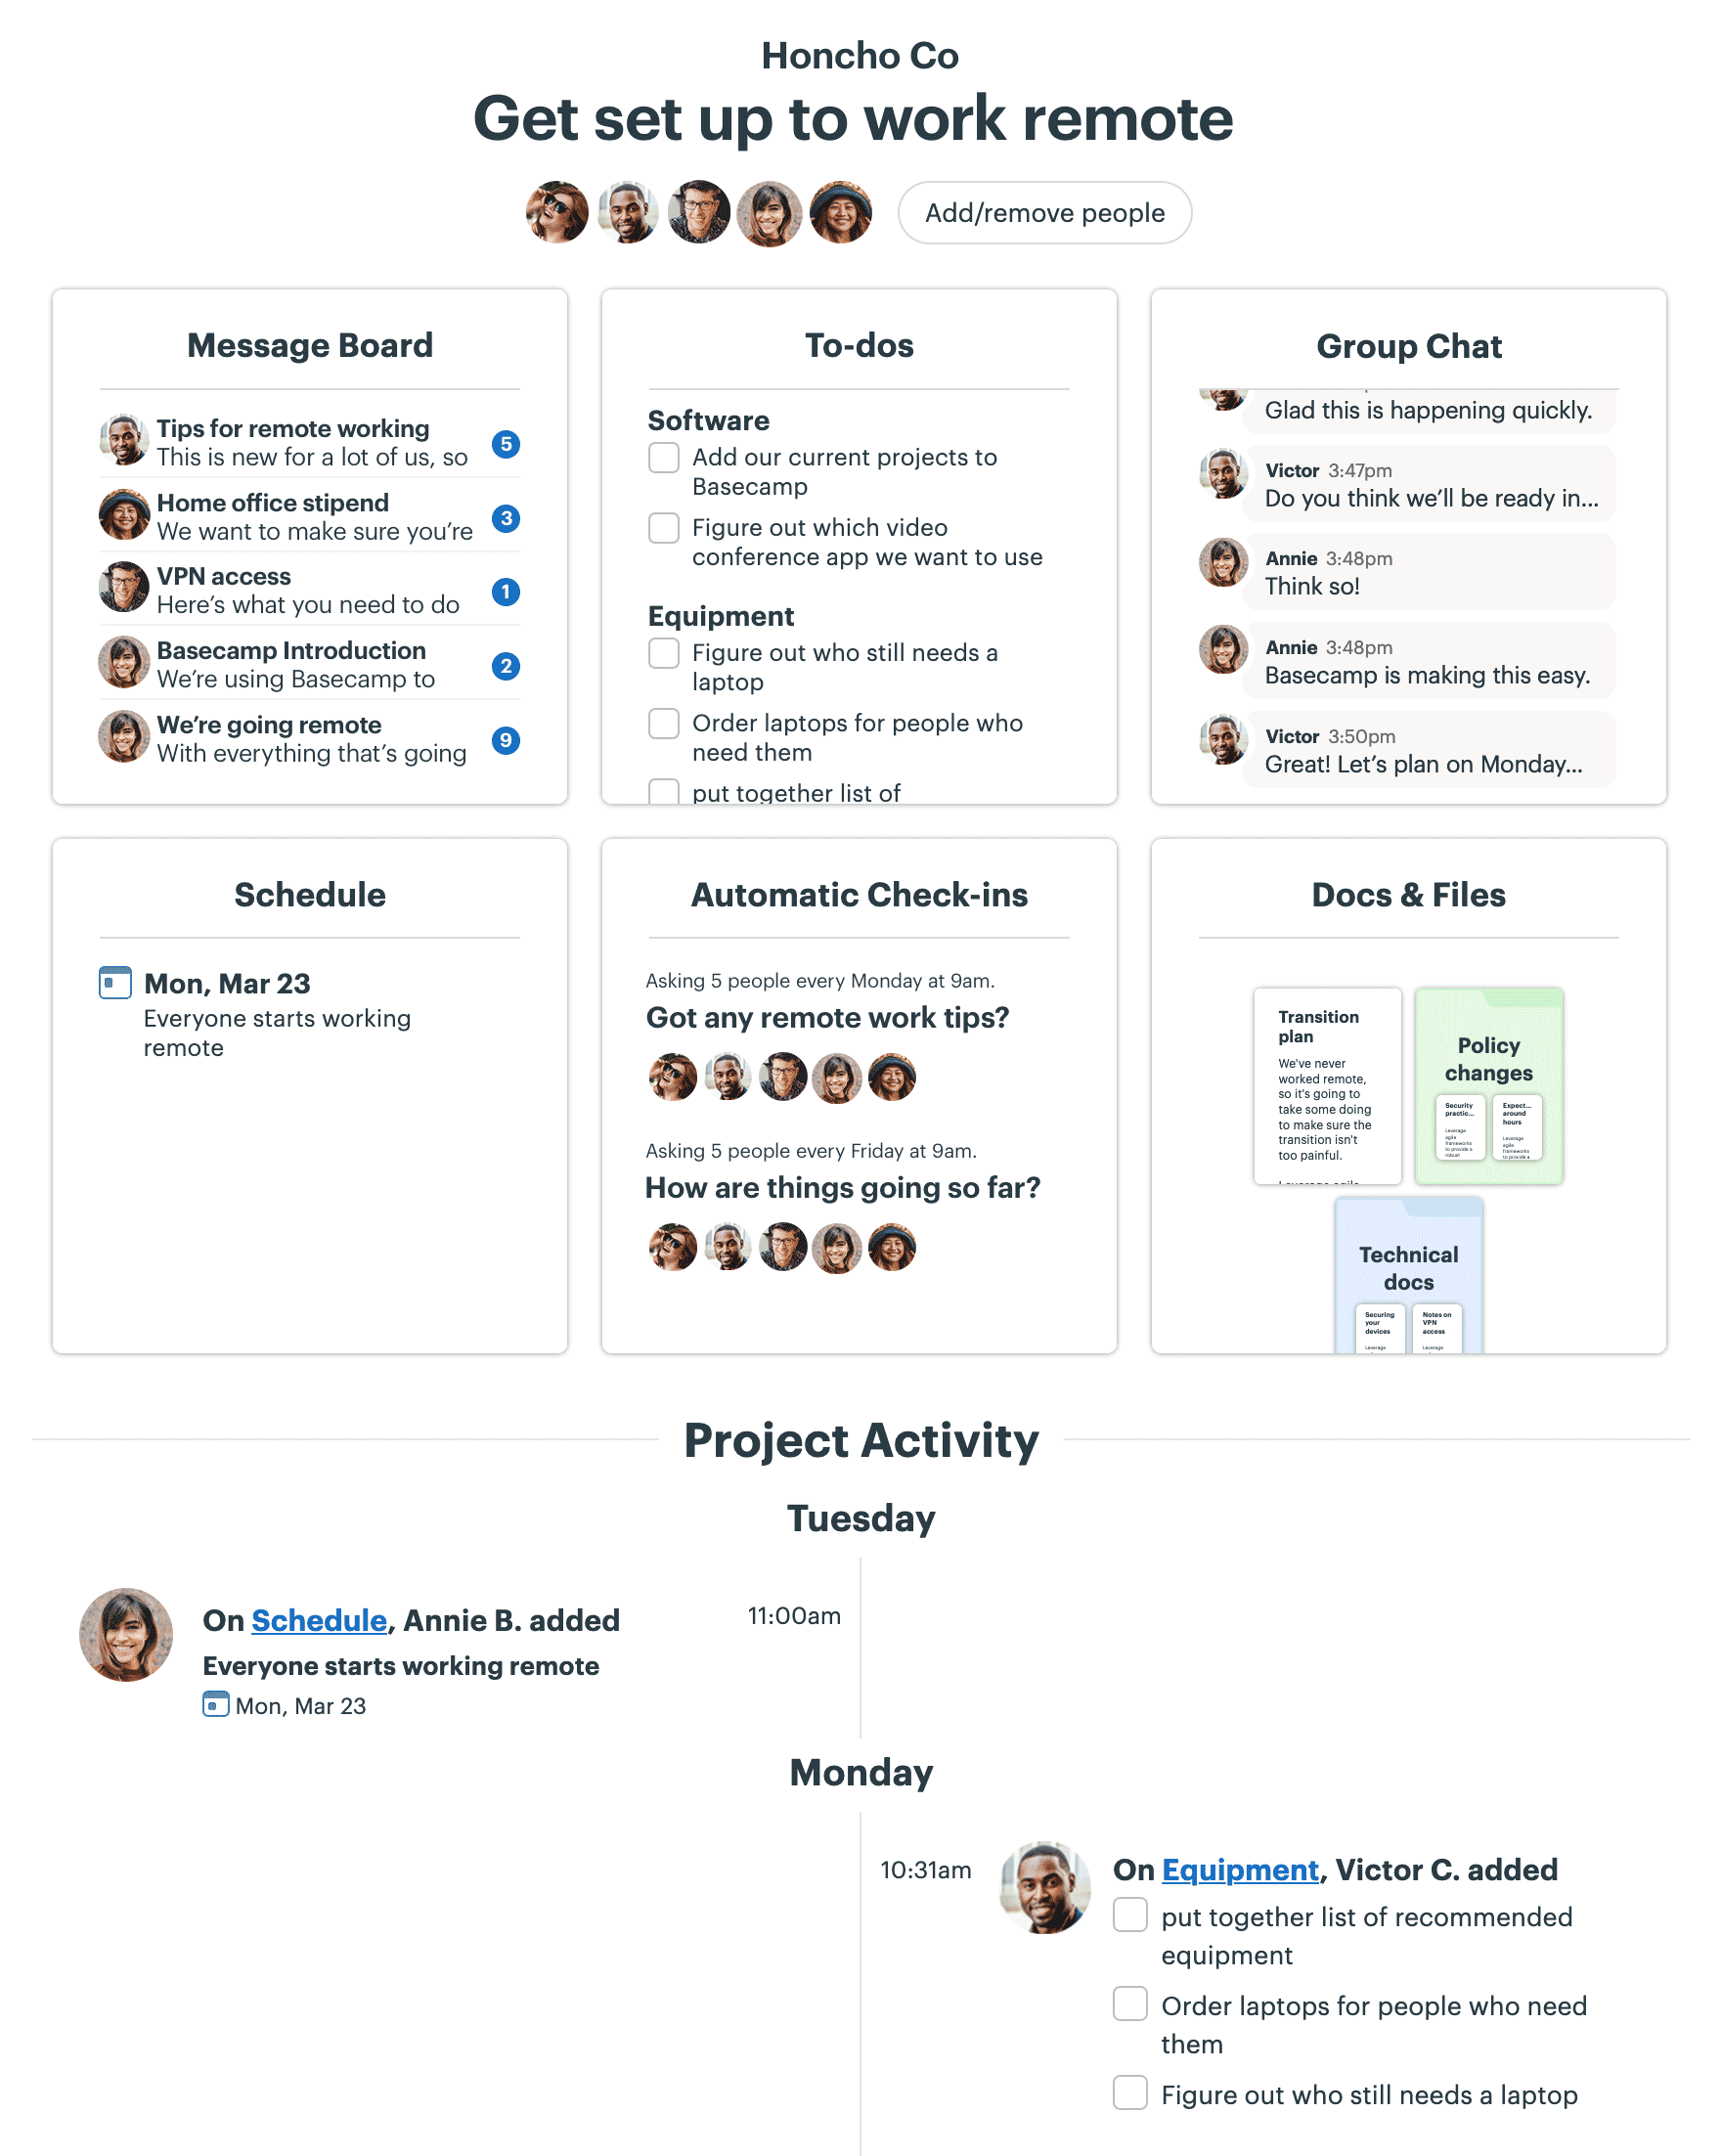 Honcho Co
Get set up to work remote
Add/remove people
Message Board
Tips for remote working
This is new for a lot of us, so
5
Home office stipend
We want to make sure you’re
3
VPN access
Here’s what you need to do
1
Basecamp Introduction
We’re using Basecamp to
2
We’re going remote
With everything that’s going
9
To-dos
Software
Add our current projects to
Basecamp
Figure out which video
conference app we want to use
Equipment
Figure out who still needs a
laptop
Order laptops for people who
need them
put together list of
Group Chat
Glad this is happening quickly.
Victor 3:47pm
Do you think we’ll be ready in...
Annie 3:48pm
Think so!
Annie 3:48pm
Basecamp is making this easy.
Victor 3:50pm
Great! Let’s plan on Monday...
Schedule
Mon, Mar 23
Everyone starts working
remote
Automatic Check-ins
Asking 5 people every Monday at 9am.
Got any remote work tips?
Asking 5 people every Friday at 9am.
How are things going so far?
Docs & Files
Transition
plan
We've never
worked remote,
so it's going to
take some doing
to make sure the
transition isn't
too painful.
Policy
changes
Security
practic...
Leverage
agile
frameworks
to provide a
robust
Expect...
around
hours
Leverage
agile
frameworks
to provide a
Technical
docs
Securing
your
devices
Leverage
Notes on
VPN
access
Leverage
Project Activity
Tuesday
11:00am
On Schedule, Annie B. added
Everyone starts working remote
Mon, Mar 23
Monday
10:31am
On Equipment, Victor C. added
put together list of recommended
equipment
Order laptops for people who need
them
Figure out who still needs a laptop